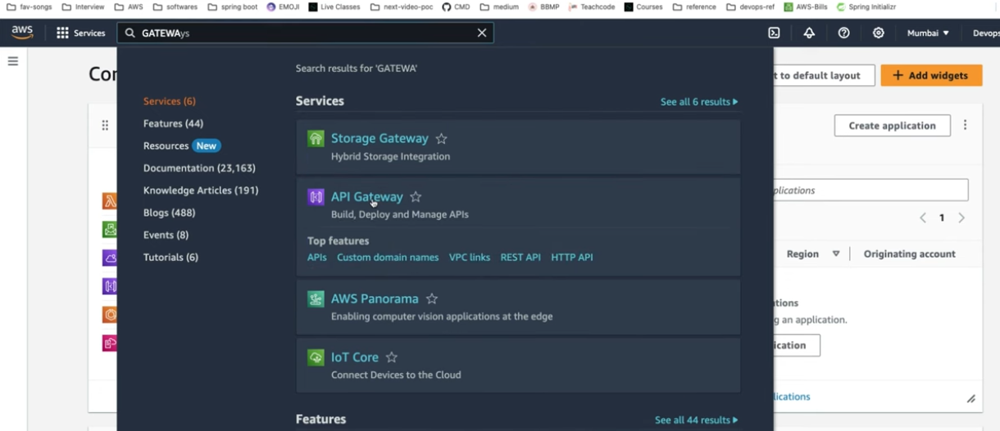 fav-songs Interview AWS softwares spring boot EMOJI Live Classes next-video-poc CMD medium BBMP Teachcode Courses reference devops-ref AWS-Bills Spring Initializr
aws Services GATEWAys Mumbai Devops
Search results for 'GATEWA'
Cor
t to default layout
Add widgets
Services (6)
Features (44)
Resources New
Documentation (23,163)
Knowledge Articles (191)
Blogs (488)
Events (8)
Tutorials (6)
Services
See all 6 results
Storage Gateway
Hybrid Storage Integration
API Gateway
Build, Deploy and Manage APIs
Top features
APIs Custom domain names VPC links REST API HTTP API
AWS Panorama
Enabling computer vision applications at the edge
IoT Core
Connect Devices to the Cloud
Features
See all 44 results
Create application
plications
1
Region Originating account
ations
g an application.
ication
lications